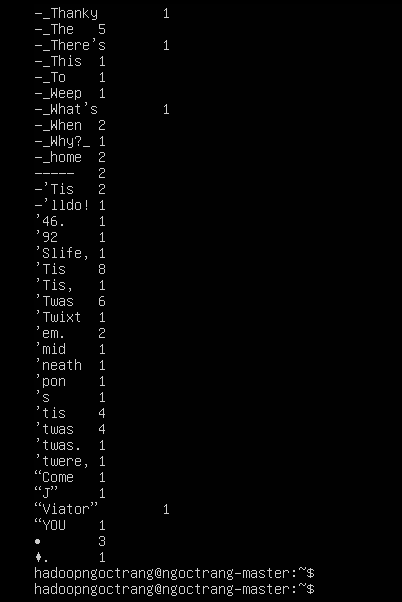 —_Thanky	1
—_The	5
—_There’s	1
—_This	1
—_To	1
—_Weep	1
—_What’s	1
—_When	2
—_Why?_	1
—_home	2
-----	2
—’Tis	2
—’lldo!	1
’46.	1
’92	1
’Slife,	1
’Tis	8
’Tis,	1
’Twas	6
’Twixt	1
’em.	2
’mid	1
’neath	1
’pon	1
’s	1
’tis	4
’twas	4
’twas.	1
’twere,	1
“Come	1
“J”	1
“Viator”	1
“YOU	1
•	3
♦.	1
hadoopngoctrang@ngoctrang-master:~$
hadoopngoctrang@ngoctrang-master:~$